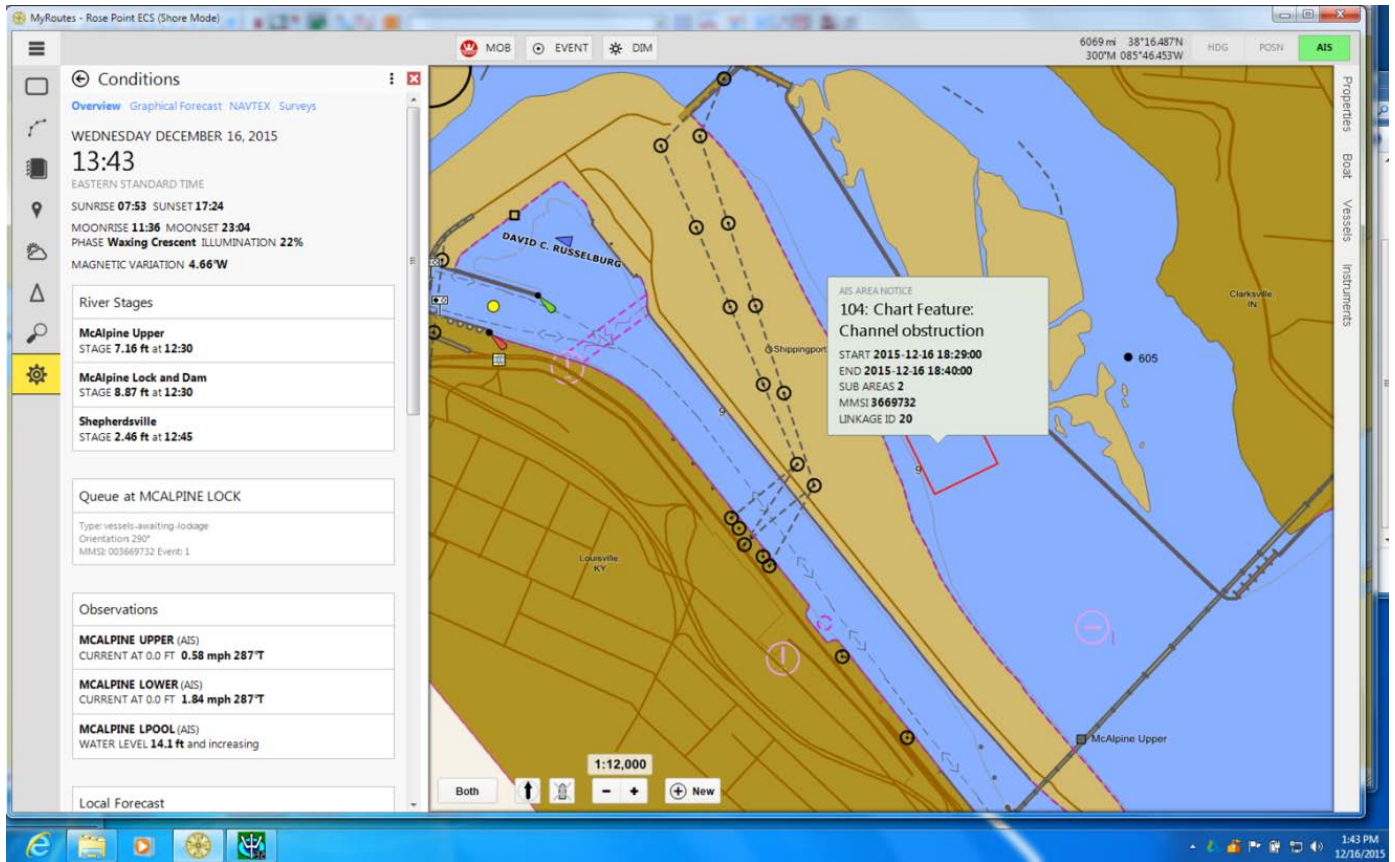 MyRoutes - Rose Point ECS (Shore Mode)
MOB
EVENT
DIM
6069 mi 38°16.487'N
300°M 085°46.453'W
HDG
POSN
AIS
Conditions
Overview Graphical Forecast NAVTEX Surveys
WEDNESDAY DECEMBER 16, 2015
13:43
EASTERN STANDARD TIME
SUNRISE 07:53 SUNSET 17:24
MOONRISE 11:36 MOONSET 23:04
PHASE Waxing Crescent ILLUMINATION 22%
MAGNETIC VARIATION 4.66°W
River Stages
McAlpine Upper
STAGE 7.16 ft at 12:30
McAlpine Lock and Dam
STAGE 8.87 ft at 12:30
Shepherdsville
STAGE 2.46 ft at 12:45
Queue at MCALPINE LOCK
Type: vessels-awaiting-lockage
Orientation 290°
MMSI: 003669732 Event: 1
Observations
MCALPINE UPPER (AIS)
CURRENT AT 0.0 FT 0.58 mph 287°T
MCALPINE LOWER (AIS)
CURRENT AT 0.0 FT 1.84 mph 287°T
MCALPINE LPOOL (AIS)
WATER LEVEL 14.1 ft and increasing
Local Forecast
DAVID C. RUSSELBURG
Shippingport
9
AIS AREA NOTICE
104: Chart Feature:
Channel obstruction
START 2015-12-16 18:29:00
END 2015-12-16 18:40:00
SUB AREAS 2
MMSI 3669732
LINKAGE ID 20
9
605
Clarksville
IN
Louisville
KY
McAlpine Upper
1:12,000
Both
- +
New
Properties
Boat
Vessels
Instruments
1:43 PM
12/16/2015